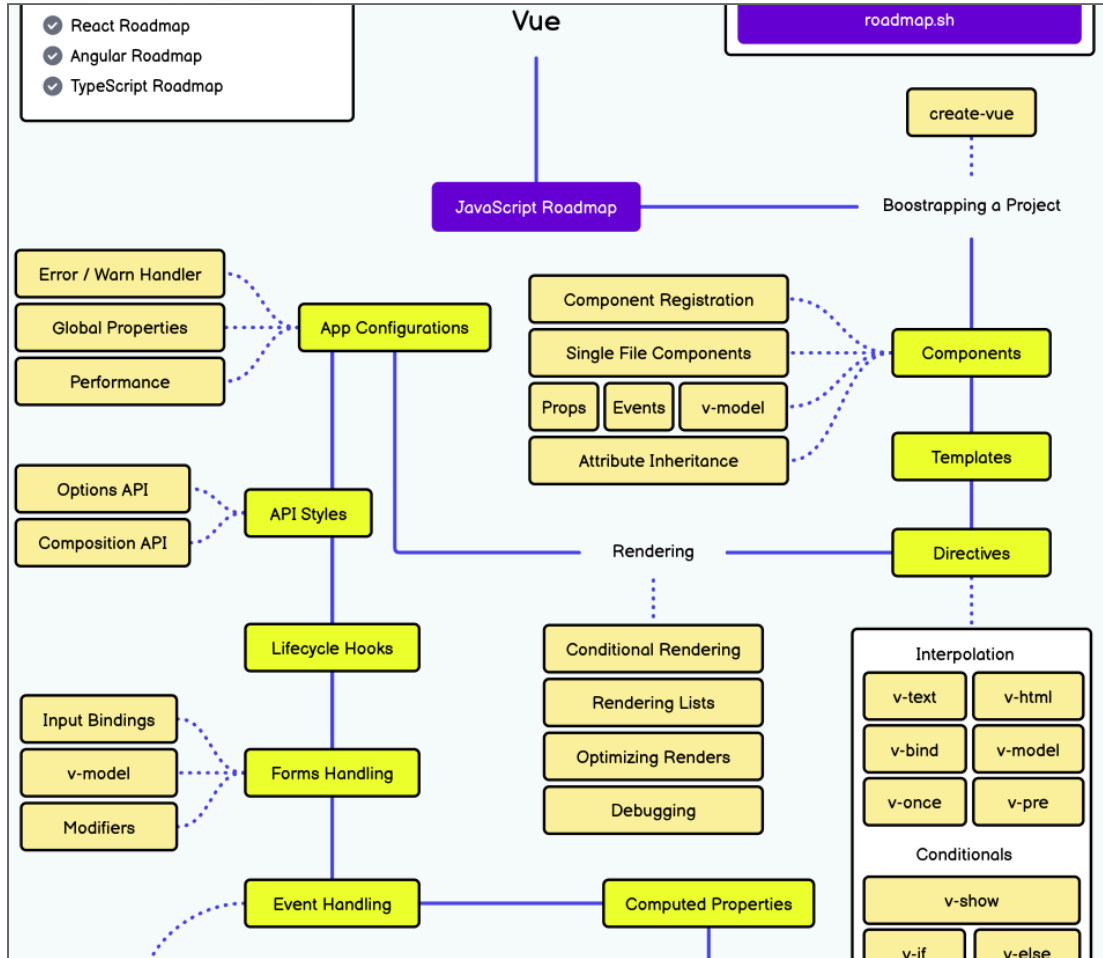 React Roadmap
Angular Roadmap
TypeScript Roadmap
Vue
roadmap.sh
create-vue
JavaScript Roadmap
Boostrapping a Project
Error / Warn Handler
Global Properties
Performance
App Configurations
Component Registration
Single File Components
Props
Events
v-model
Attribute Inheritance
Components
Templates
Options API
Composition API
API Styles
Rendering
Directives
Lifecycle Hooks
Conditional Rendering
Rendering Lists
Optimizing Renders
Debugging
Interpolation
v-text
v-html
v-bind
v-model
v-once
v-pre
Input Bindings
v-model
Modifiers
Forms Handling
Conditionals
v-show
v-if
v-else
Event Handling
Computed Properties